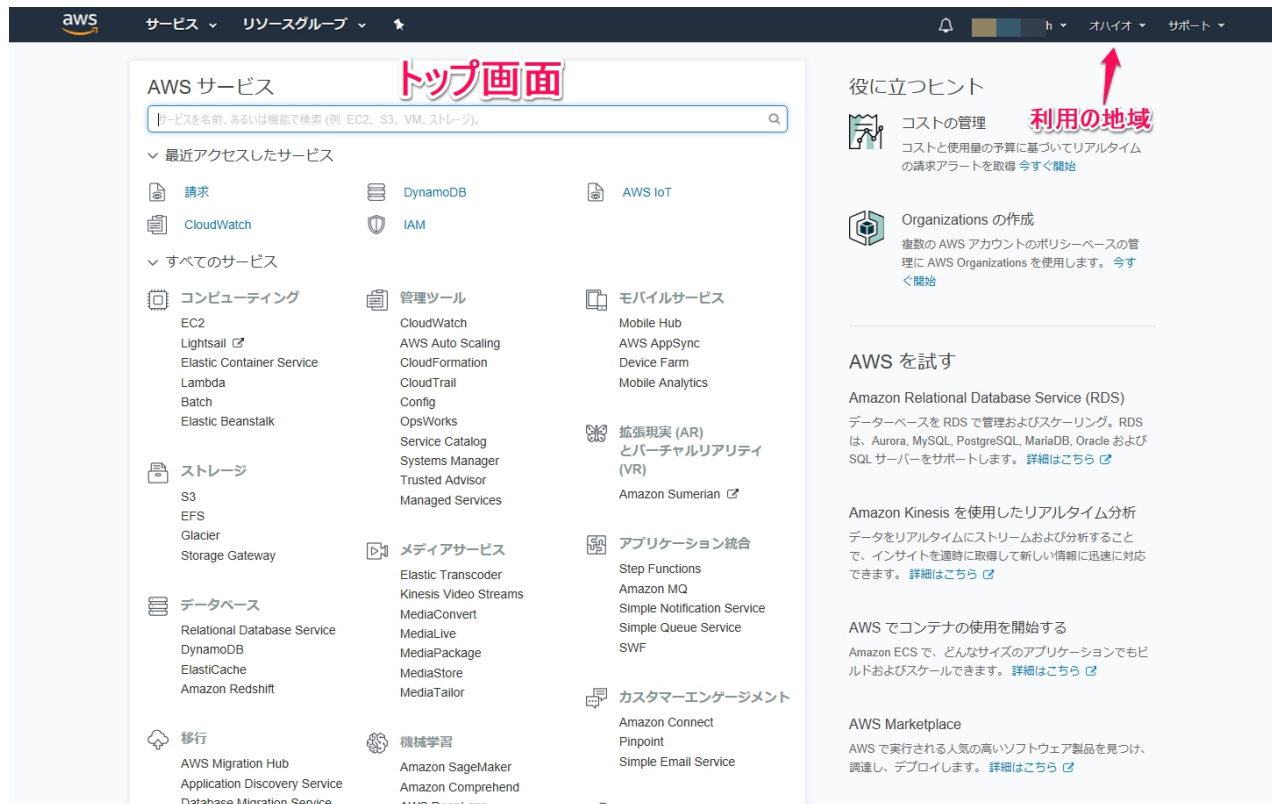 aws
サービス
リソースグループ
h
オハイオ
サポート
トップ画面
利用の地域
AWS サービス
サービスを名前、あるいは機能で検索 (例: EC2、S3、VM、ストレージ)。
最近アクセスしたサービス
請求
DynamoDB
AWS IoT
CloudWatch
IAM
すべてのサービス
コンピューティング
EC2
Lightsail
Elastic Container Service
Lambda
Batch
Elastic Beanstalk
ストレージ
S3
EFS
Glacier
Storage Gateway
データベース
Relational Database Service
DynamoDB
ElastiCache
Amazon Redshift
移行
AWS Migration Hub
Application Discovery Service
Database Migration Service
管理ツール
CloudWatch
AWS Auto Scaling
CloudFormation
CloudTrail
Config
OpsWorks
Service Catalog
Systems Manager
Trusted Advisor
Managed Services
メディアサービス
Elastic Transcoder
Kinesis Video Streams
MediaConvert
MediaLive
MediaPackage
MediaStore
MediaTailor
機械学習
Amazon SageMaker
Amazon Comprehend
モバイルサービス
Mobile Hub
AWS AppSync
Device Farm
Mobile Analytics
拡張現実 (AR)
とバーチャルリアリティ
(VR)
Amazon Sumerian
アプリケーション統合
Step Functions
Amazon MQ
Simple Notification Service
Simple Queue Service
SWF
カスタマーエンゲージメント
Amazon Connect
Pinpoint
Simple Email Service
役に立つヒント
コストの管理
コストと使用量の予算に基づいてリアルタイム
の請求アラートを取得 今すぐ開始
Organizations の作成
複数の AWS アカウントのポリシーベースの管
理に AWS Organizations を使用します。 今す
ぐ開始
AWS を試す
Amazon Relational Database Service (RDS)
データーベースを RDS で管理およびスケーリング。RDS
は、Aurora, MySQL, PostgreSQL, MariaDB, Oracle および
SQL サーバーをサポートします。 詳細はこちら
Amazon Kinesis を使用したリアルタイム分析
データをリアルタイムにストリームおよび分析すること
で、インサイトを適時に取得して新しい情報に迅速に対応
できます。 詳細はこちら
AWS でコンテナの使用を開始する
Amazon ECS で、どんなサイズのアプリケーションでもビ
ルドおよびスケールできます。 詳細はこちら
AWS Marketplace
AWS で実行される人気の高いソフトウェア製品を見つけ、
調達し、デプロイします。 詳細はこちら